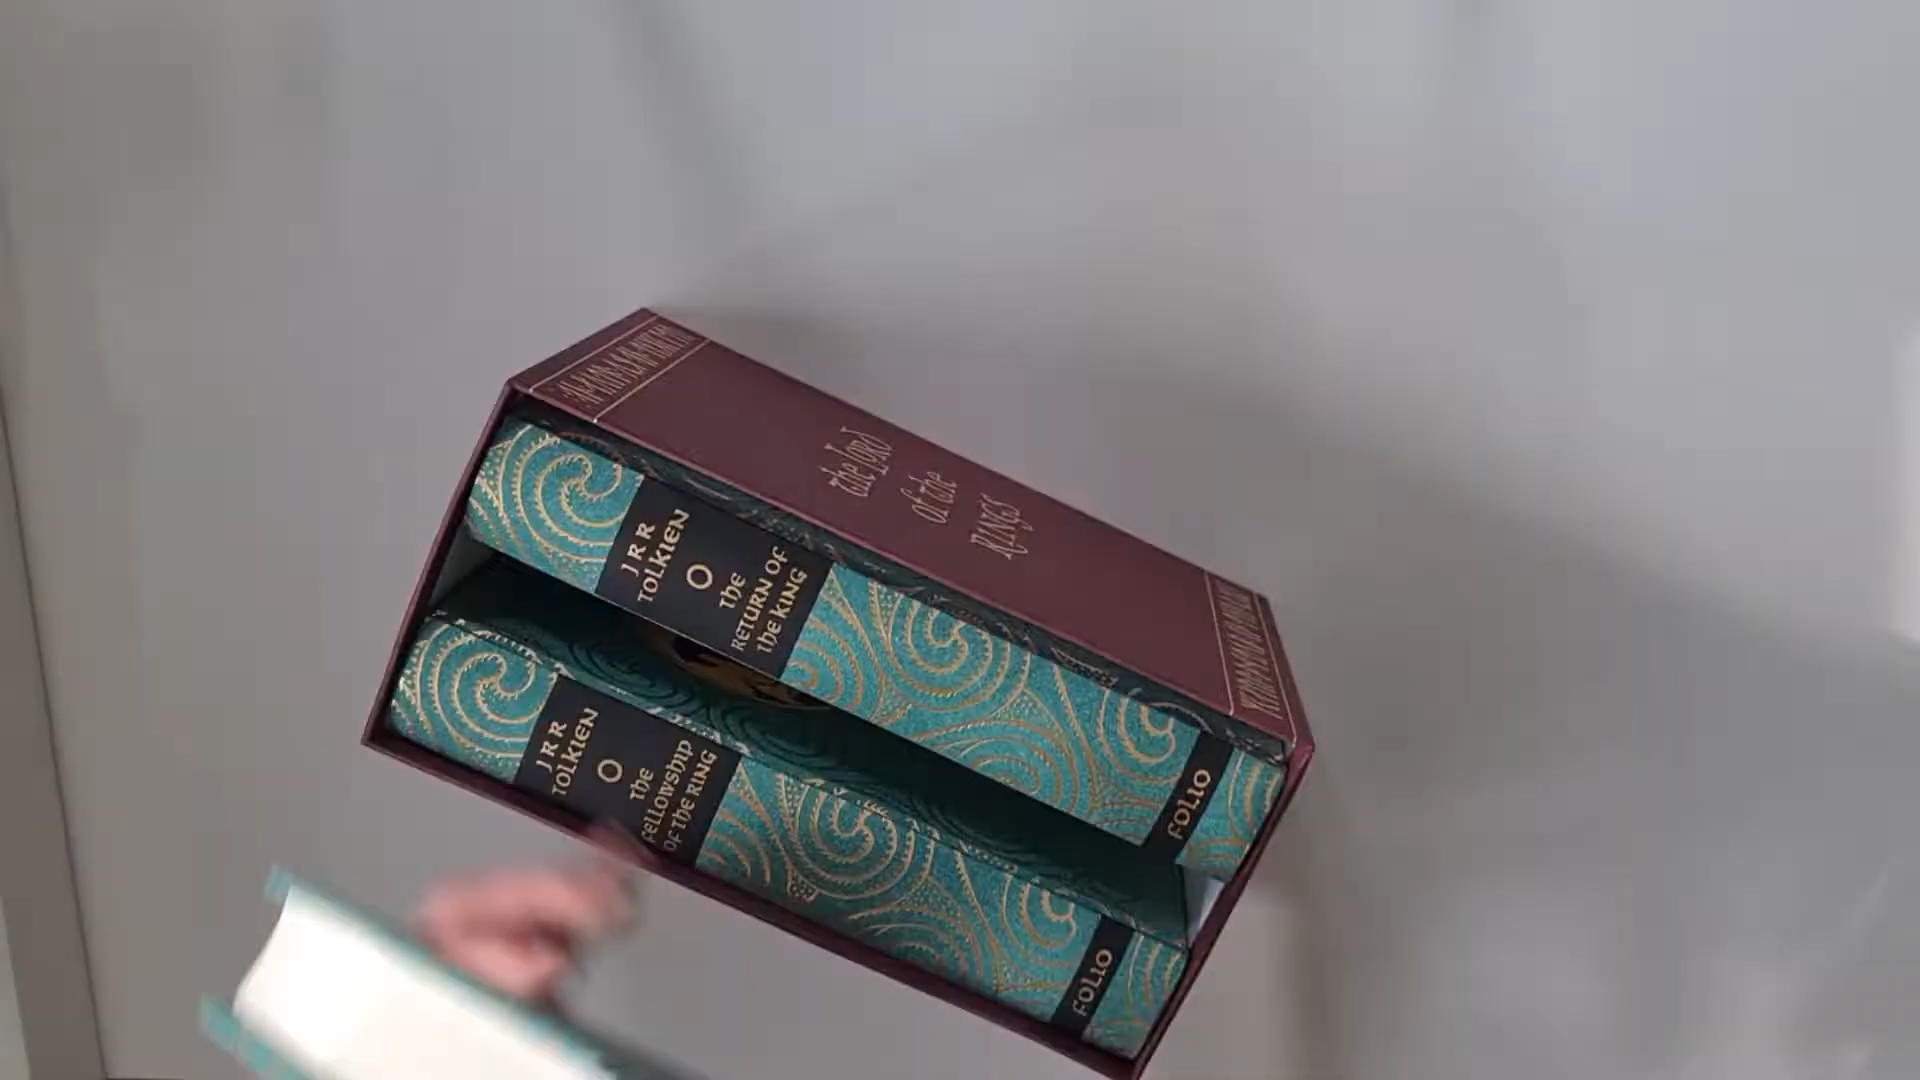 the Lord
of the
RINGS
J R R
TOLKIEN
THE
RETURN OF
THE KING
FOLIO
J R R
TOLKIEN
THE
FELLOWSHIP
OF THE RING
FOLIO